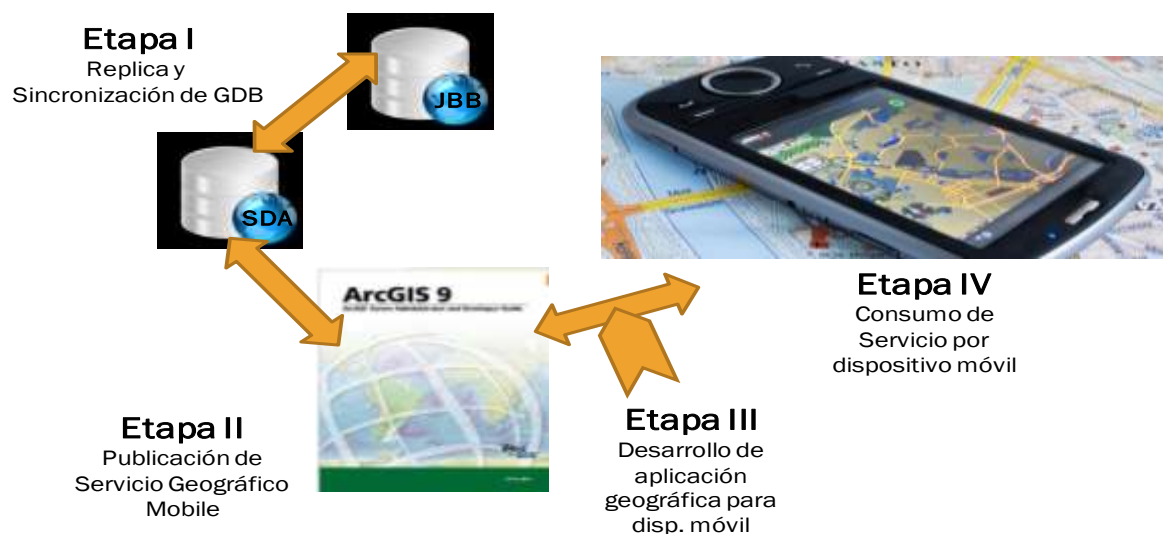 Etapa I
Replica y
Sincronización de GDB
JBB
SDA
ArcGIS 9
Etapa II
Publicación de
Servicio Geográfico
Mobile
Etapa III
Desarrollo de
aplicación
geográfica para
disp. móvil
Etapa IV
Consumo de
Servicio por
dispositivo móvil